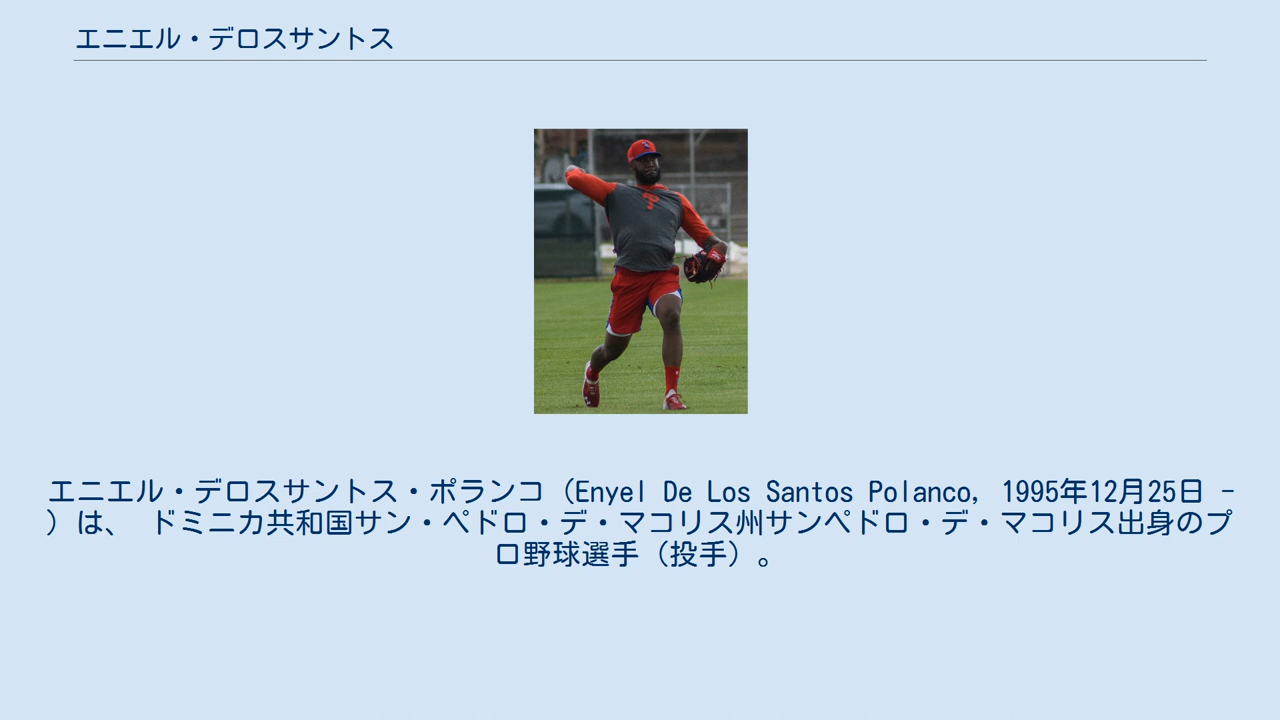 エニエル・デロスサントス
エニエル・デロスサントス・ポランコ（Enyel De Los Santos Polanco, 1995年12月25日 -
）は、 ドミニカ共和国サン・ペドロ・デ・マコリス州サンペドロ・デ・マコリス出身のプ
ロ野球選手（投手）。